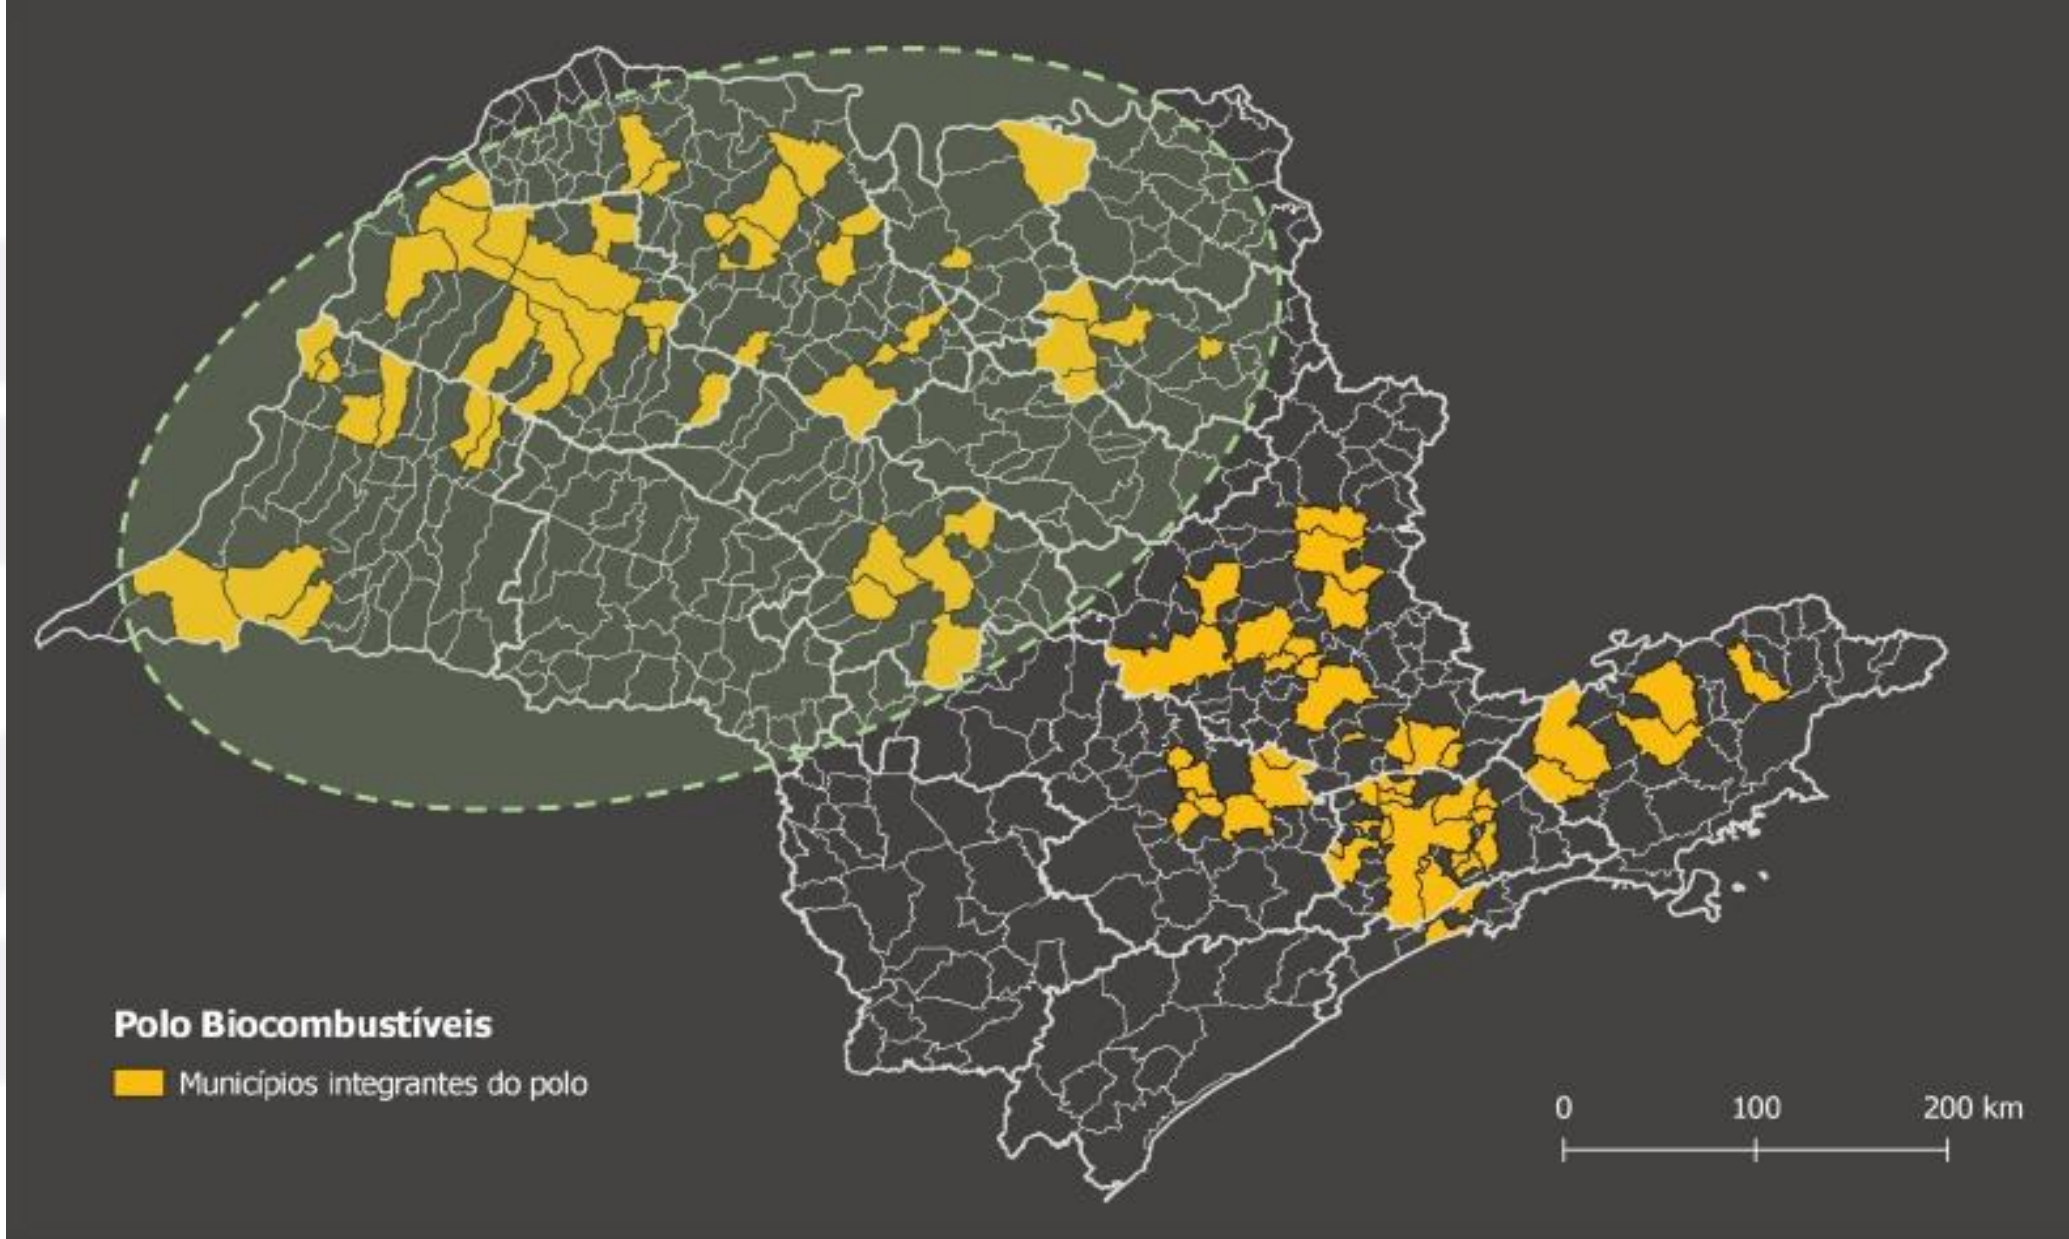 Polo Biocombustíveis
Municípios integrantes do polo
0 100 200 km